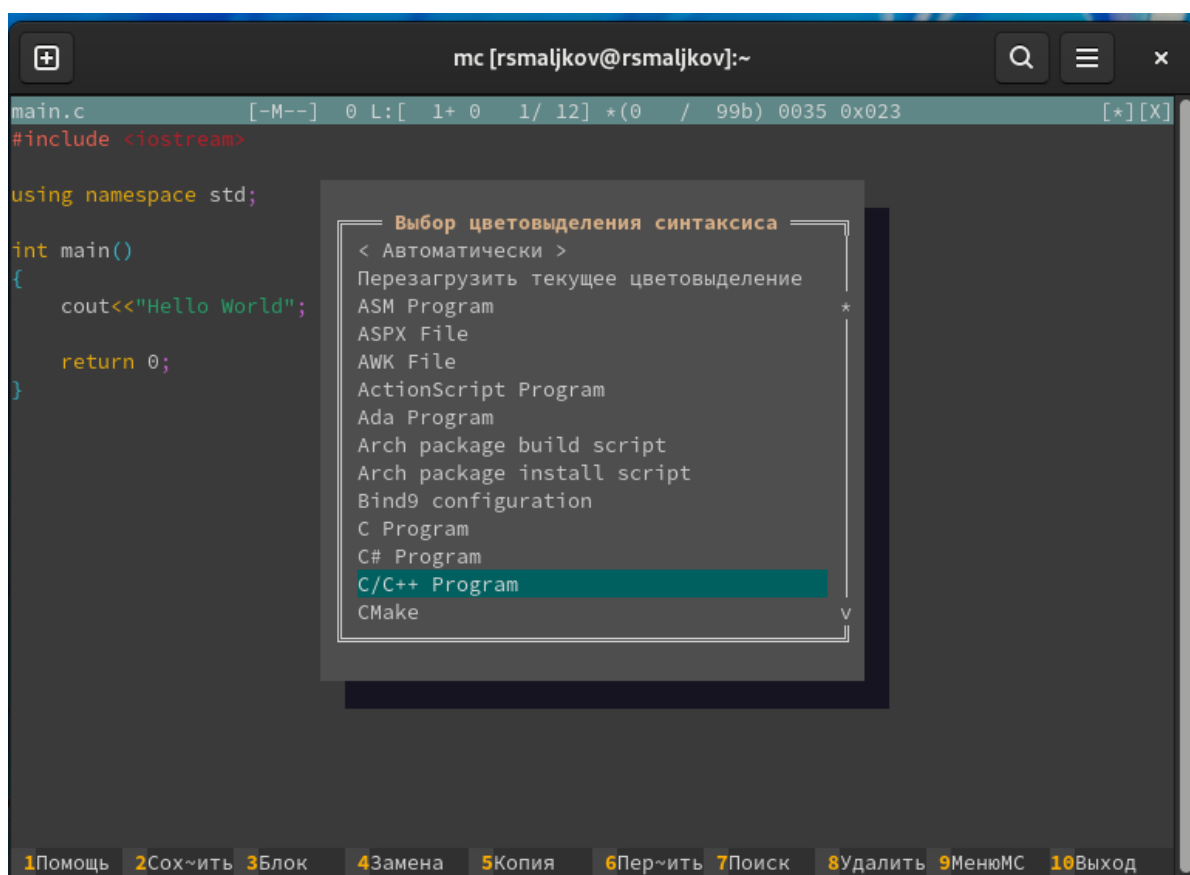 mc [rsmaljkov@rsmaljkov]:~
main.c [-M--] 0 L:[ 1+ 0 1/ 12] *(0 / 99b) 0035 0x023 [*][X]
#include <iostream>
using namespace std;
int main()
{
cout<<"Hello World";
return 0;
}
Выбор цветовыделения синтаксиса
< Автоматически >
Перезагрузить текущее цветовыделение
ASM Program
ASPX File
AWK File
ActionScript Program
Ada Program
Arch package build script
Arch package install script
Bind9 configuration
C Program
C# Program
C/C++ Program
CMake
1Помощь 2Сох~ить 3Блок 4Замена 5Копия 6Пер~ить 7Поиск 8Удалить 9МенюМС 10Выход